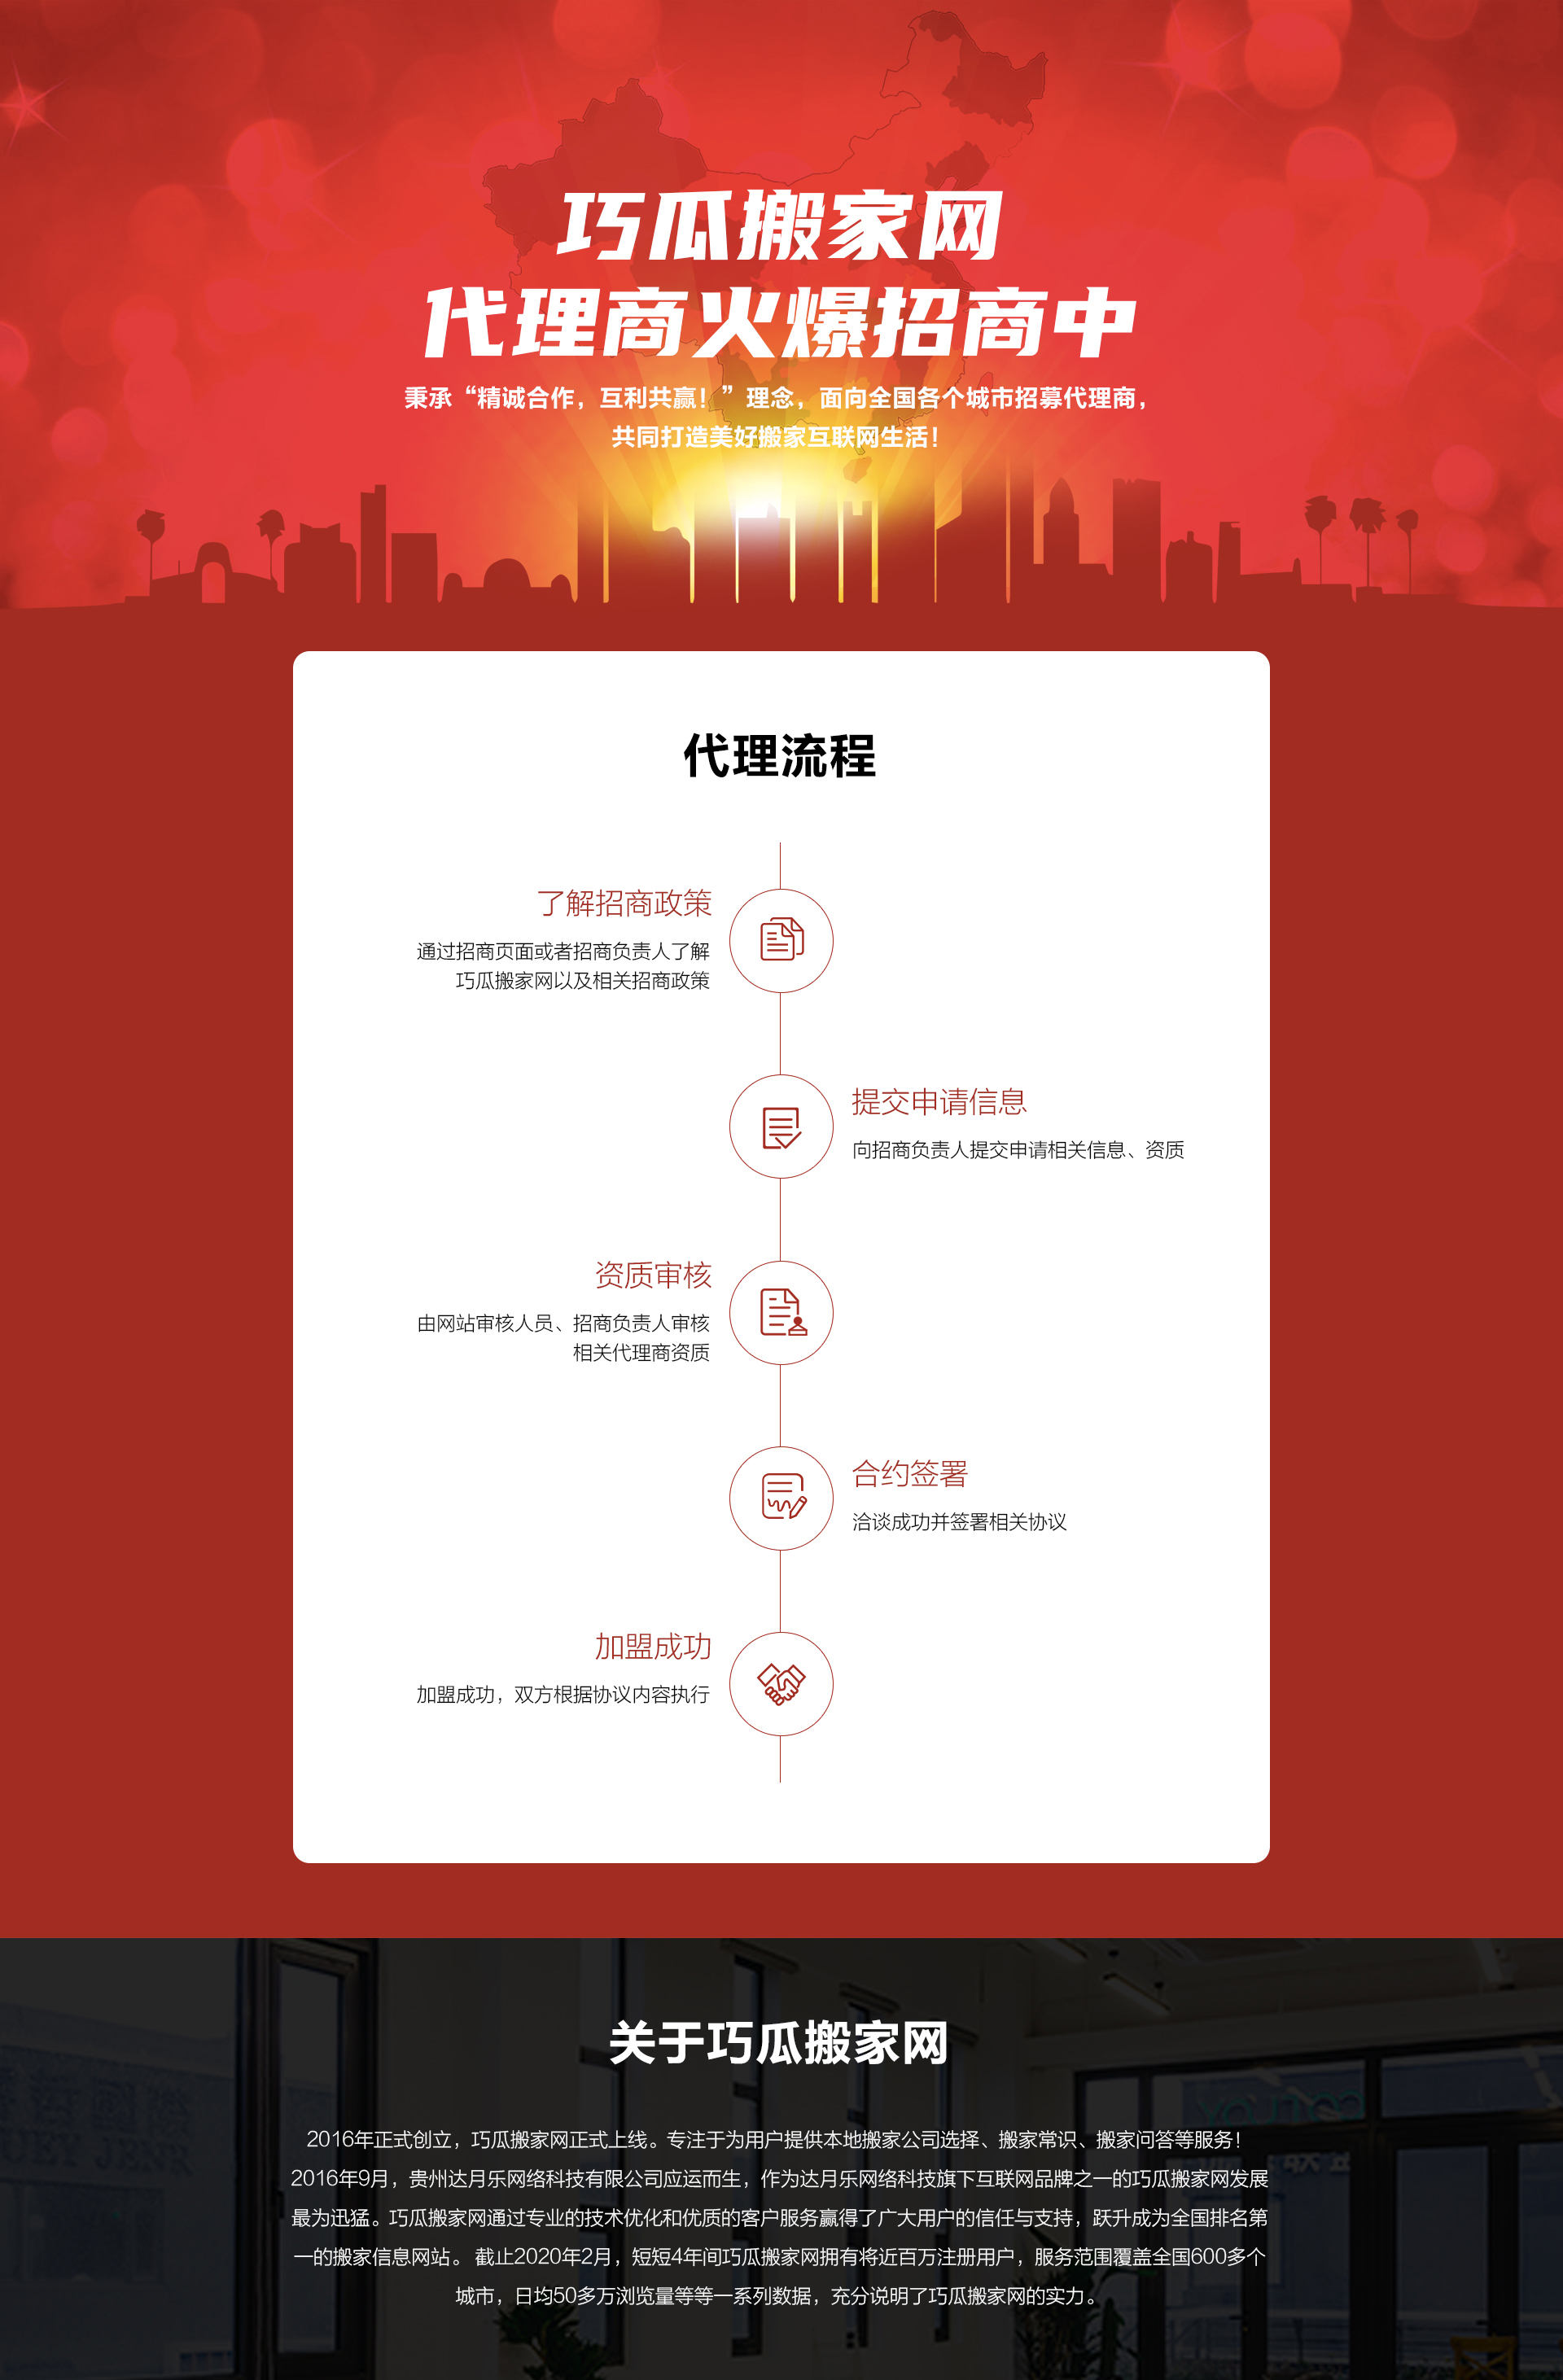 巧瓜搬家网
代理商火爆招商中
秉承“精诚合作，互利共赢！”理念，面向全国各个城市招募代理商，
共同打造美好搬家互联网生活！
代理流程
了解招商政策
通过招商页面或者招商负责人了解
巧瓜搬家网以及相关招商政策
提交申请信息
向招商负责人提交申请相关信息、资质
资质审核
由网站审核人员、招商负责人审核
相关代理商资质
合约签署
洽谈成功并签署相关协议
加盟成功
加盟成功，双方根据协议内容执行
关于巧瓜搬家网
2016年正式创立，巧瓜搬家网正式上线。专注于为用户提供本地搬家公司选择、搬家常识、搬家问答等服务！
2016年9月，贵州达月乐网络科技有限公司应运而生，作为达月乐网络科技旗下互联网品牌之一的巧瓜搬家网发展
最为迅猛。巧瓜搬家网通过专业的技术优化和优质的客户服务赢得了广大用户的信任与支持，跃升成为全国排名第
一的搬家信息网站。 截止2020年2月，短短4年间巧瓜搬家网拥有将近百万注册用户，服务范围覆盖全国600多个
城市，日均50多万浏览量等等一系列数据，充分说明了巧瓜搬家网的实力。